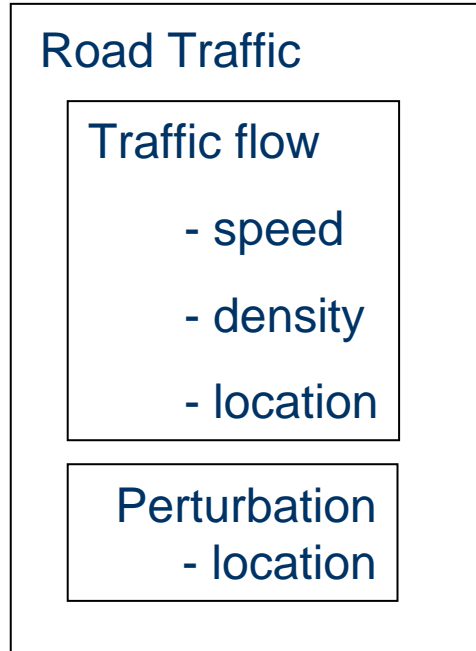 Road Traffic
Traffic flow
- speed
- density
- location
Perturbation
- location